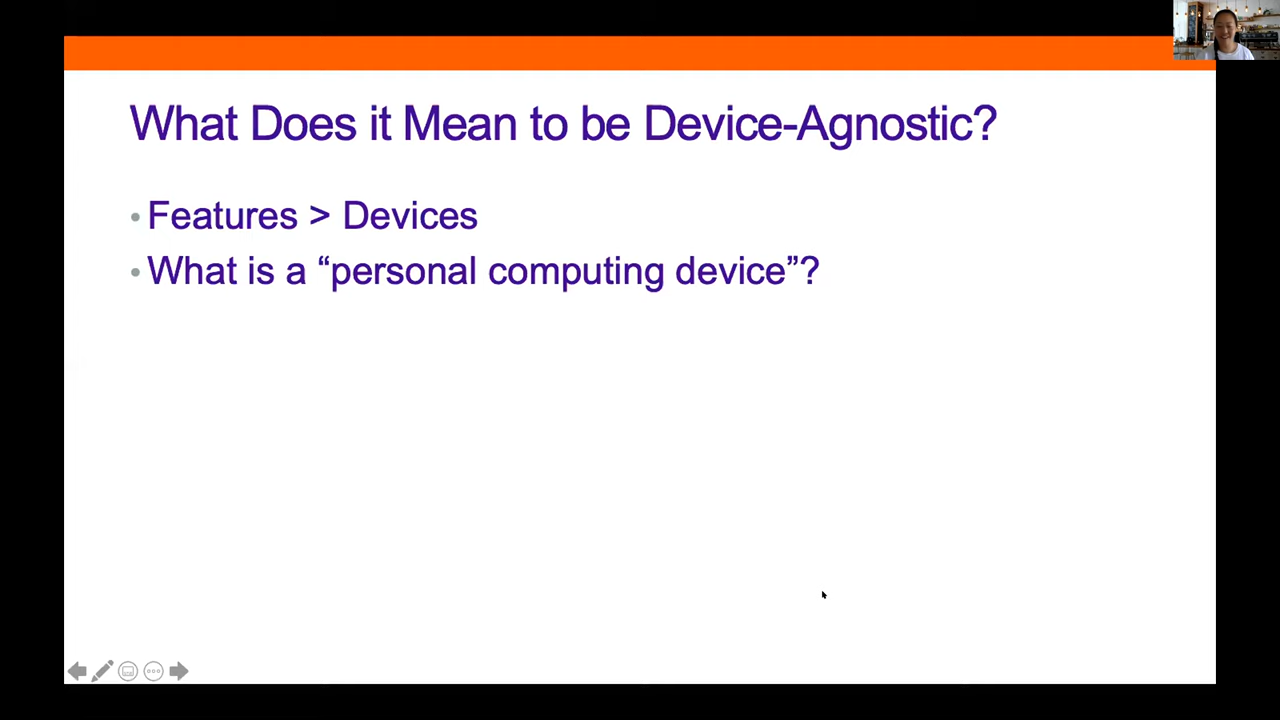 What Does it Mean to be Device-Agnostic?
• Features > Devices
• What is a “personal computing device”?